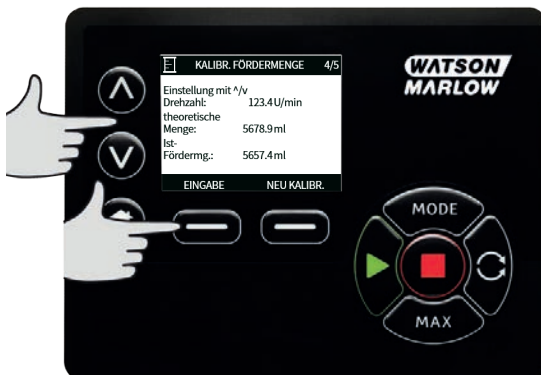 KALIBR. FÖRDERMENGE 4/5
WATSON
MARLOW
Einstellung mit ^/v
Drehzahl: 123.4 U/min
theoretische
Menge: 5678.9 ml
Ist-
Fördermg.: 5657.4 ml
EINGABE NEU KALIBR.
MODE
MAX